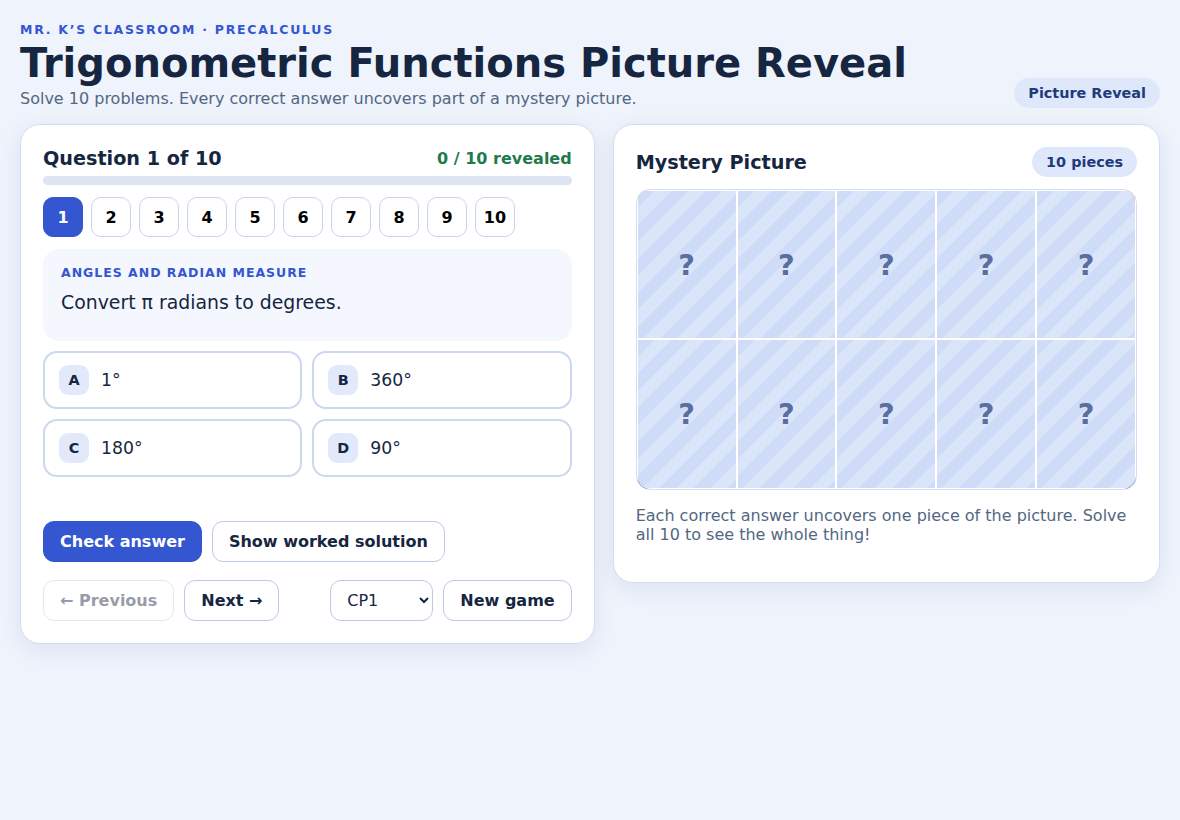 MR. K’S CLASSROOM · PRECALCULUS
Trigonometric Functions Picture Reveal
Solve 10 problems. Every correct answer uncovers part of a mystery picture.
Picture Reveal
Question 1 of 10
0 / 10 revealed
1 2 3 4 5 6 7 8 9 10
ANGLES AND RADIAN MEASURE
Convert π radians to degrees.
A 1°
B 360°
C 180°
D 90°
Check answer
Show worked solution
← Previous
Next →
CP1
New game
Mystery Picture
10 pieces
? ? ? ? ?
? ? ? ? ?
Each correct answer uncovers one piece of the picture. Solve
all 10 to see the whole thing!